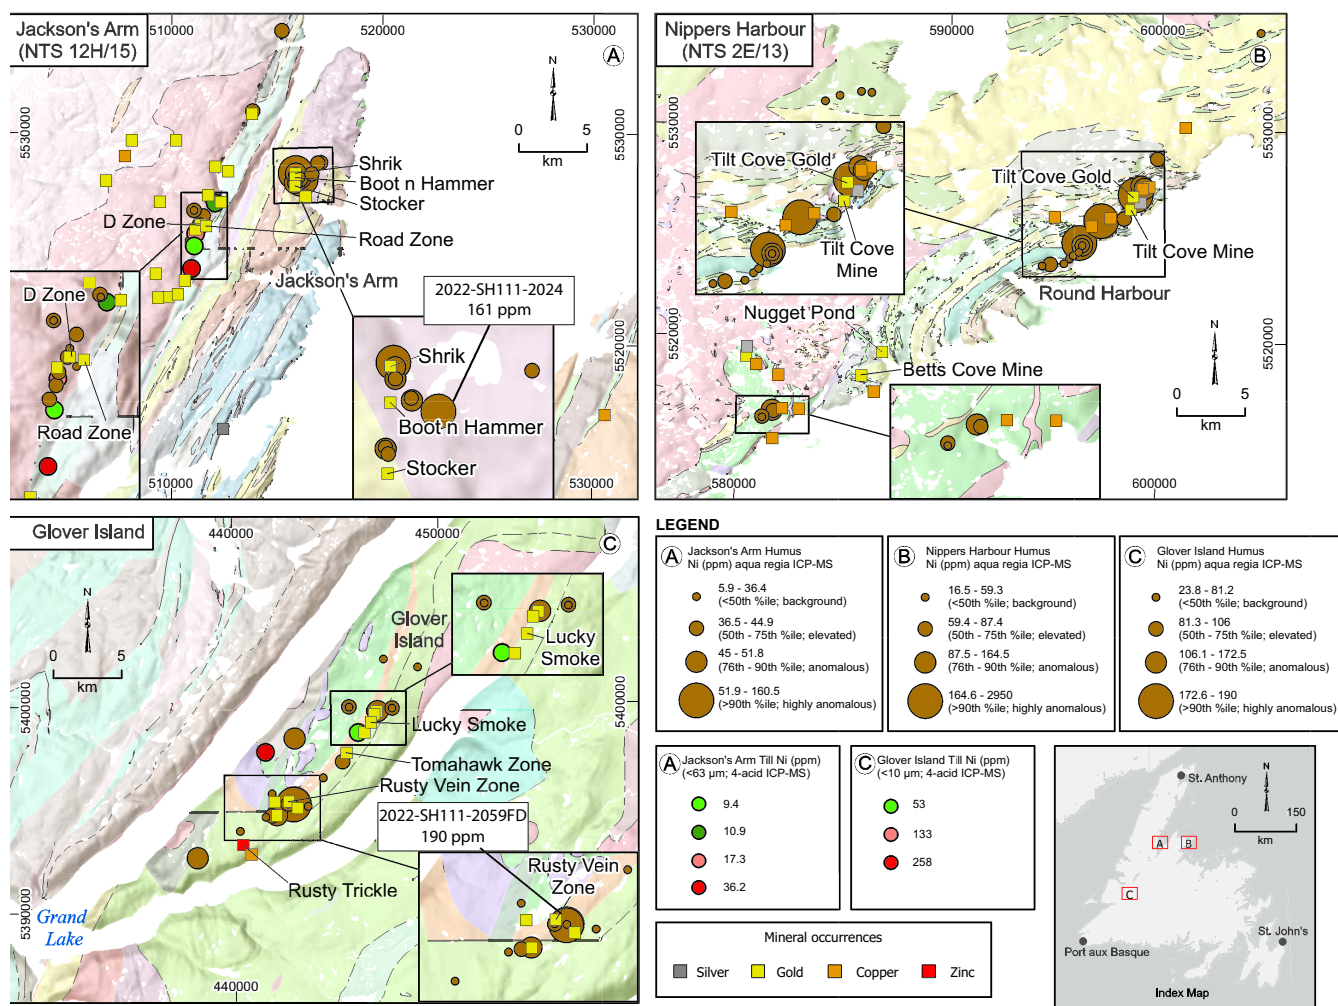 Jackson's Arm
(NTS 12H/15)
510000
520000
530000
A
N
0 5
km
5530000
5530000
Shrik
Boot n Hammer
Stocker
D Zone
Road Zone
Jackson's Arm
2022-SH111-2024
161 ppm
D Zone
Road Zone
Shrik
Boot n Hammer
Stocker
5520000
510000
530000
Nippers Harbour
(NTS 2E/13)
590000
600000
B
N
0 5
km
5530000
5530000
Tilt Cove Gold
Tilt Cove
Mine
Tilt Cove Gold
Tilt Cove Mine
Round Harbour
Nugget Pond
Betts Cove Mine
5520000
5520000
N
0 5
km
580000
600000
Glover Island
440000
450000
C
N
0 5
km
Glover
Island
Lucky
Smoke
Lucky Smoke
Tomahawk Zone
Rusty Vein Zone
2022-SH111-2059FD
190 ppm
Rusty Vein
Zone
Rusty Trickle
Grand
Lake
5400000
5400000
5390000
440000
LEGEND
A Jackson's Arm Humus
Ni (ppm) aqua regia ICP-MS
5.9 - 36.4
(<50th %ile; background)
36.5 - 44.9
(50th - 75th %ile; elevated)
45 - 51.8
(76th - 90th %ile; anomalous)
51.9 - 160.5
(>90th %ile; highly anomalous)
B Nippers Harbour Humus
Ni (ppm) aqua regia ICP-MS
16.5 - 59.3
(<50th %ile; background)
59.4 - 87.4
(50th - 75th %ile; elevated)
87.5 - 164.5
(76th - 90th %ile; anomalous)
164.6 - 2950
(>90th %ile; highly anomalous)
C Glover Island Humus
Ni (ppm) aqua regia ICP-MS
23.8 - 81.2
(<50th %ile; background)
81.3 - 106
(50th - 75th %ile; elevated)
106.1 - 172.5
(76th - 90th %ile; anomalous)
172.6 - 190
(>90th %ile; highly anomalous)
A Jackson's Arm Till Ni (ppm)
(<63 µm; 4-acid ICP-MS)
9.4
10.9
17.3
36.2
C Glover Island Till Ni (ppm)
(<10 µm; 4-acid ICP-MS)
53
133
258
Mineral occurrences
Silver Gold Copper Zinc
St. Anthony
N
0 150
km
A
B
C
St. John's
Port aux Basque
Index Map